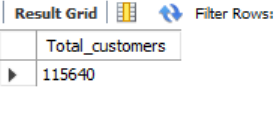 Result Grid Filter Rows:
Total_customers
115640